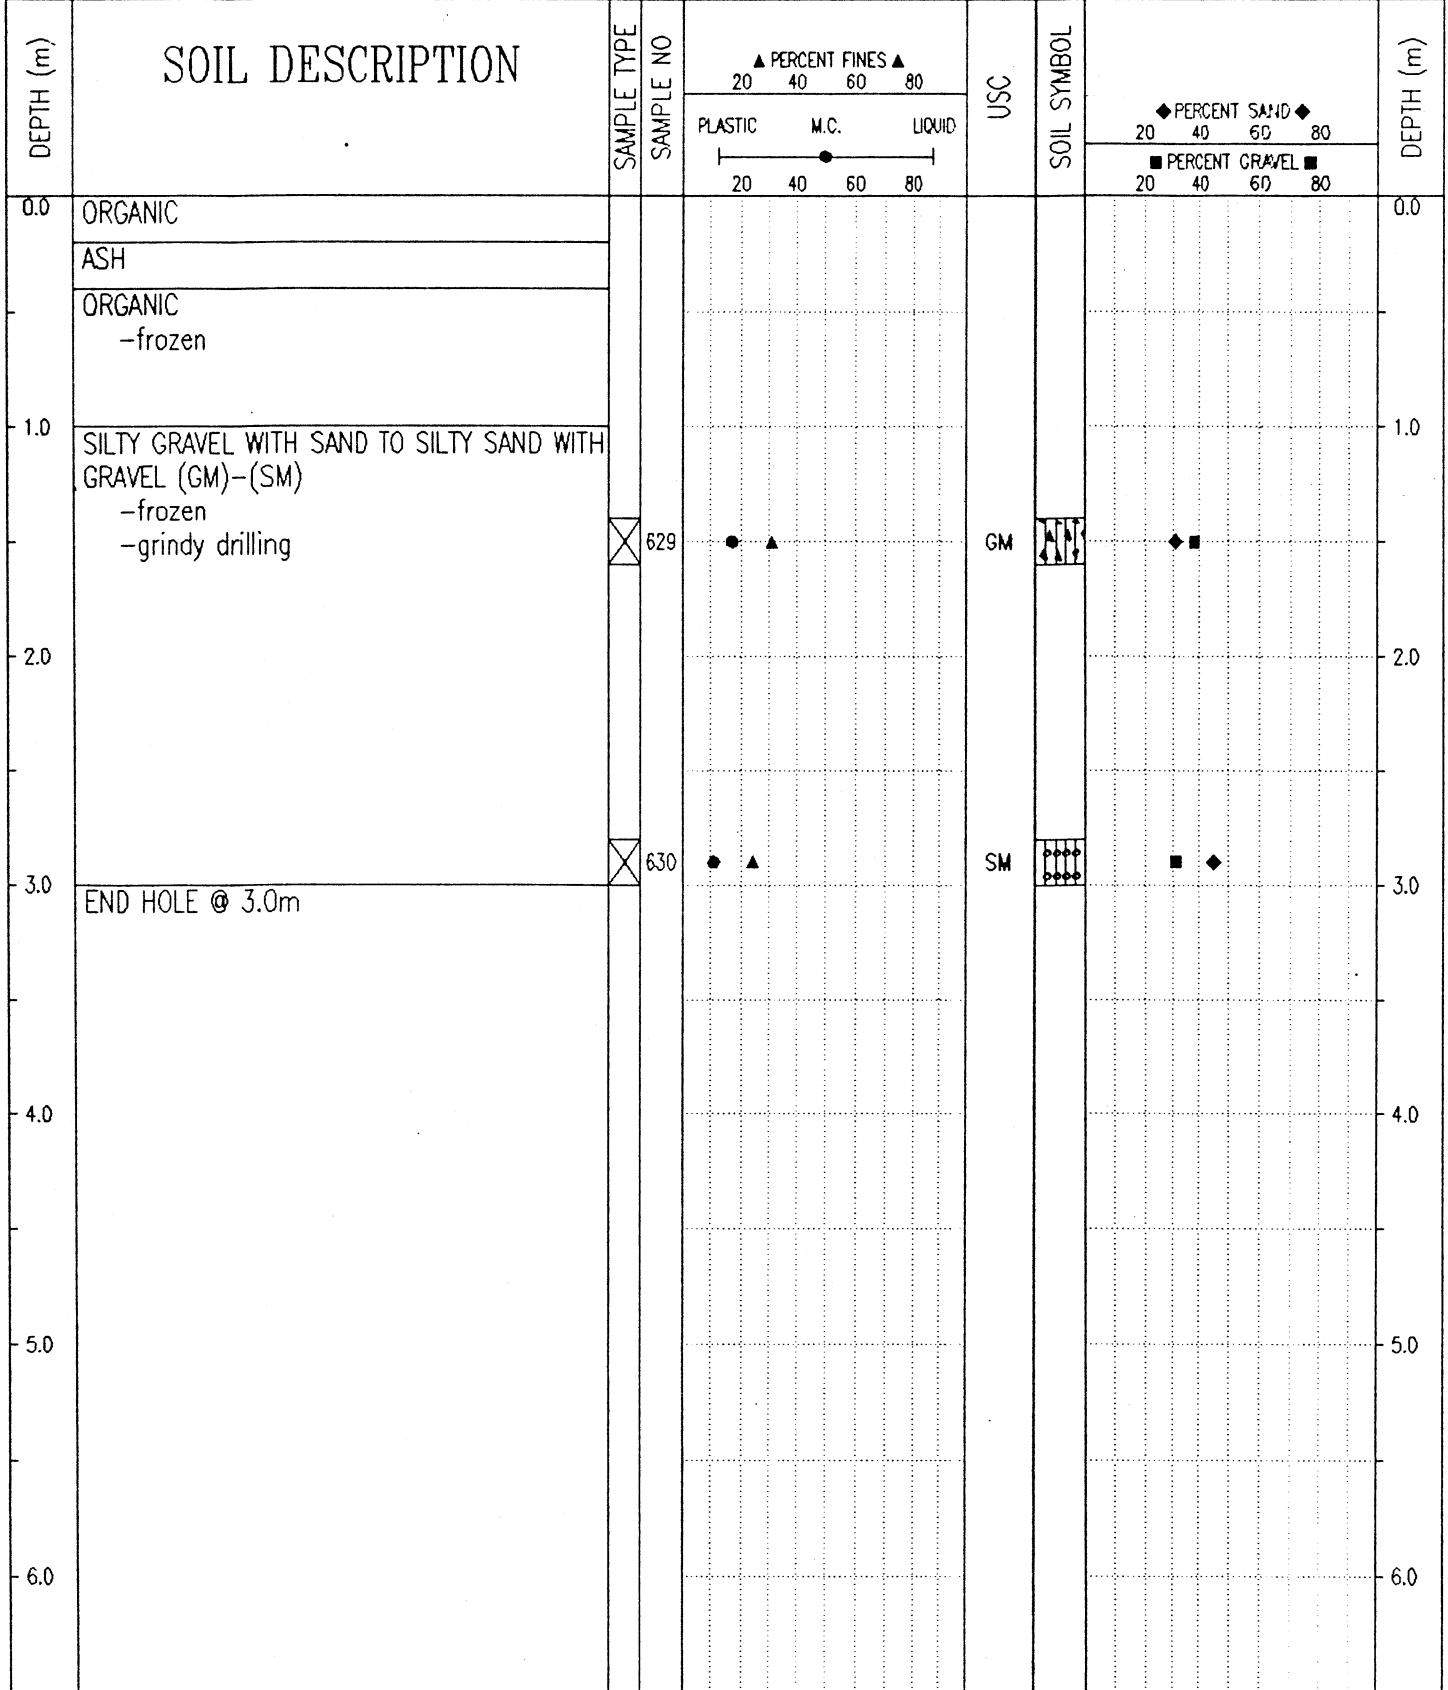 DEPTH (m)
SOIL DESCRIPTION
SAMPLE TYPE
SAMPLE NO
▲ PERCENT FINES ▲
20 40 60 80
PLASTIC M.C. LIQUID
20 40 60 80
USC
SOIL SYMBOL
◆ PERCENT SAND ◆
20 40 60 80
■ PERCENT GRAVEL ■
20 40 60 80
DEPTH (m)
0.0 ORGANIC 0.0
ASH
ORGANIC
-frozen
1.0 1.0
SILTY GRAVEL WITH SAND TO SILTY SAND WITH
GRAVEL (GM)-(SM)
-frozen
-grindy drilling 629 GM
2.0 2.0
630 SM
3.0 3.0
END HOLE @ 3.0m
4.0 4.0
5.0 5.0
6.0 6.0